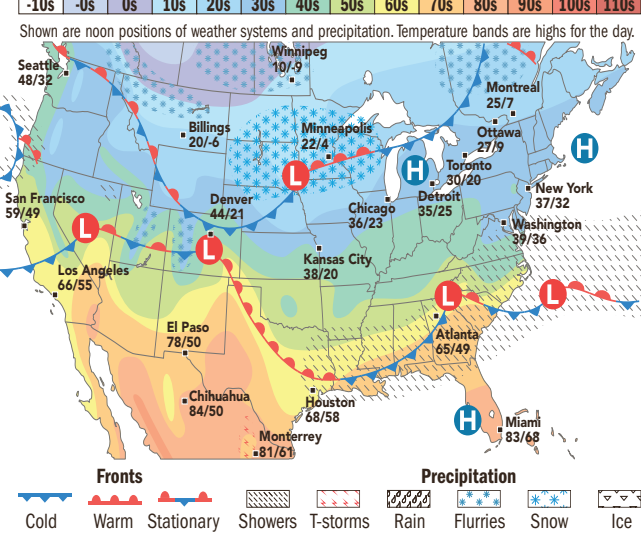 -10s -0s 0s 10s 20s 30s 40s 50s 60s 70s 80s 90s 100s 110s
Shown are noon positions of weather systems and precipitation. Temperature bands are highs for the day.
Seattle
48/32
Winnipeg
10/-9
Montreal
25/7
Billings
20/-6
Minneapolis
22/4
Ottawa
27/9
H
L
H
Toronto
30/20
San Francisco
59/49
Denver
44/21
Chicago
36/23
Detroit
35/25
New York
37/32
L
L
Washington
39/36
Kansas City
38/20
Los Angeles
66/55
L
L
El Paso
78/50
Atlanta
65/49
Chihuahua
84/50
Houston
68/58
H
Miami
83/68
Monterrey
81/61
Fronts
Precipitation
Cold Warm Stationary Showers T-storms Rain Flurries Snow Ice